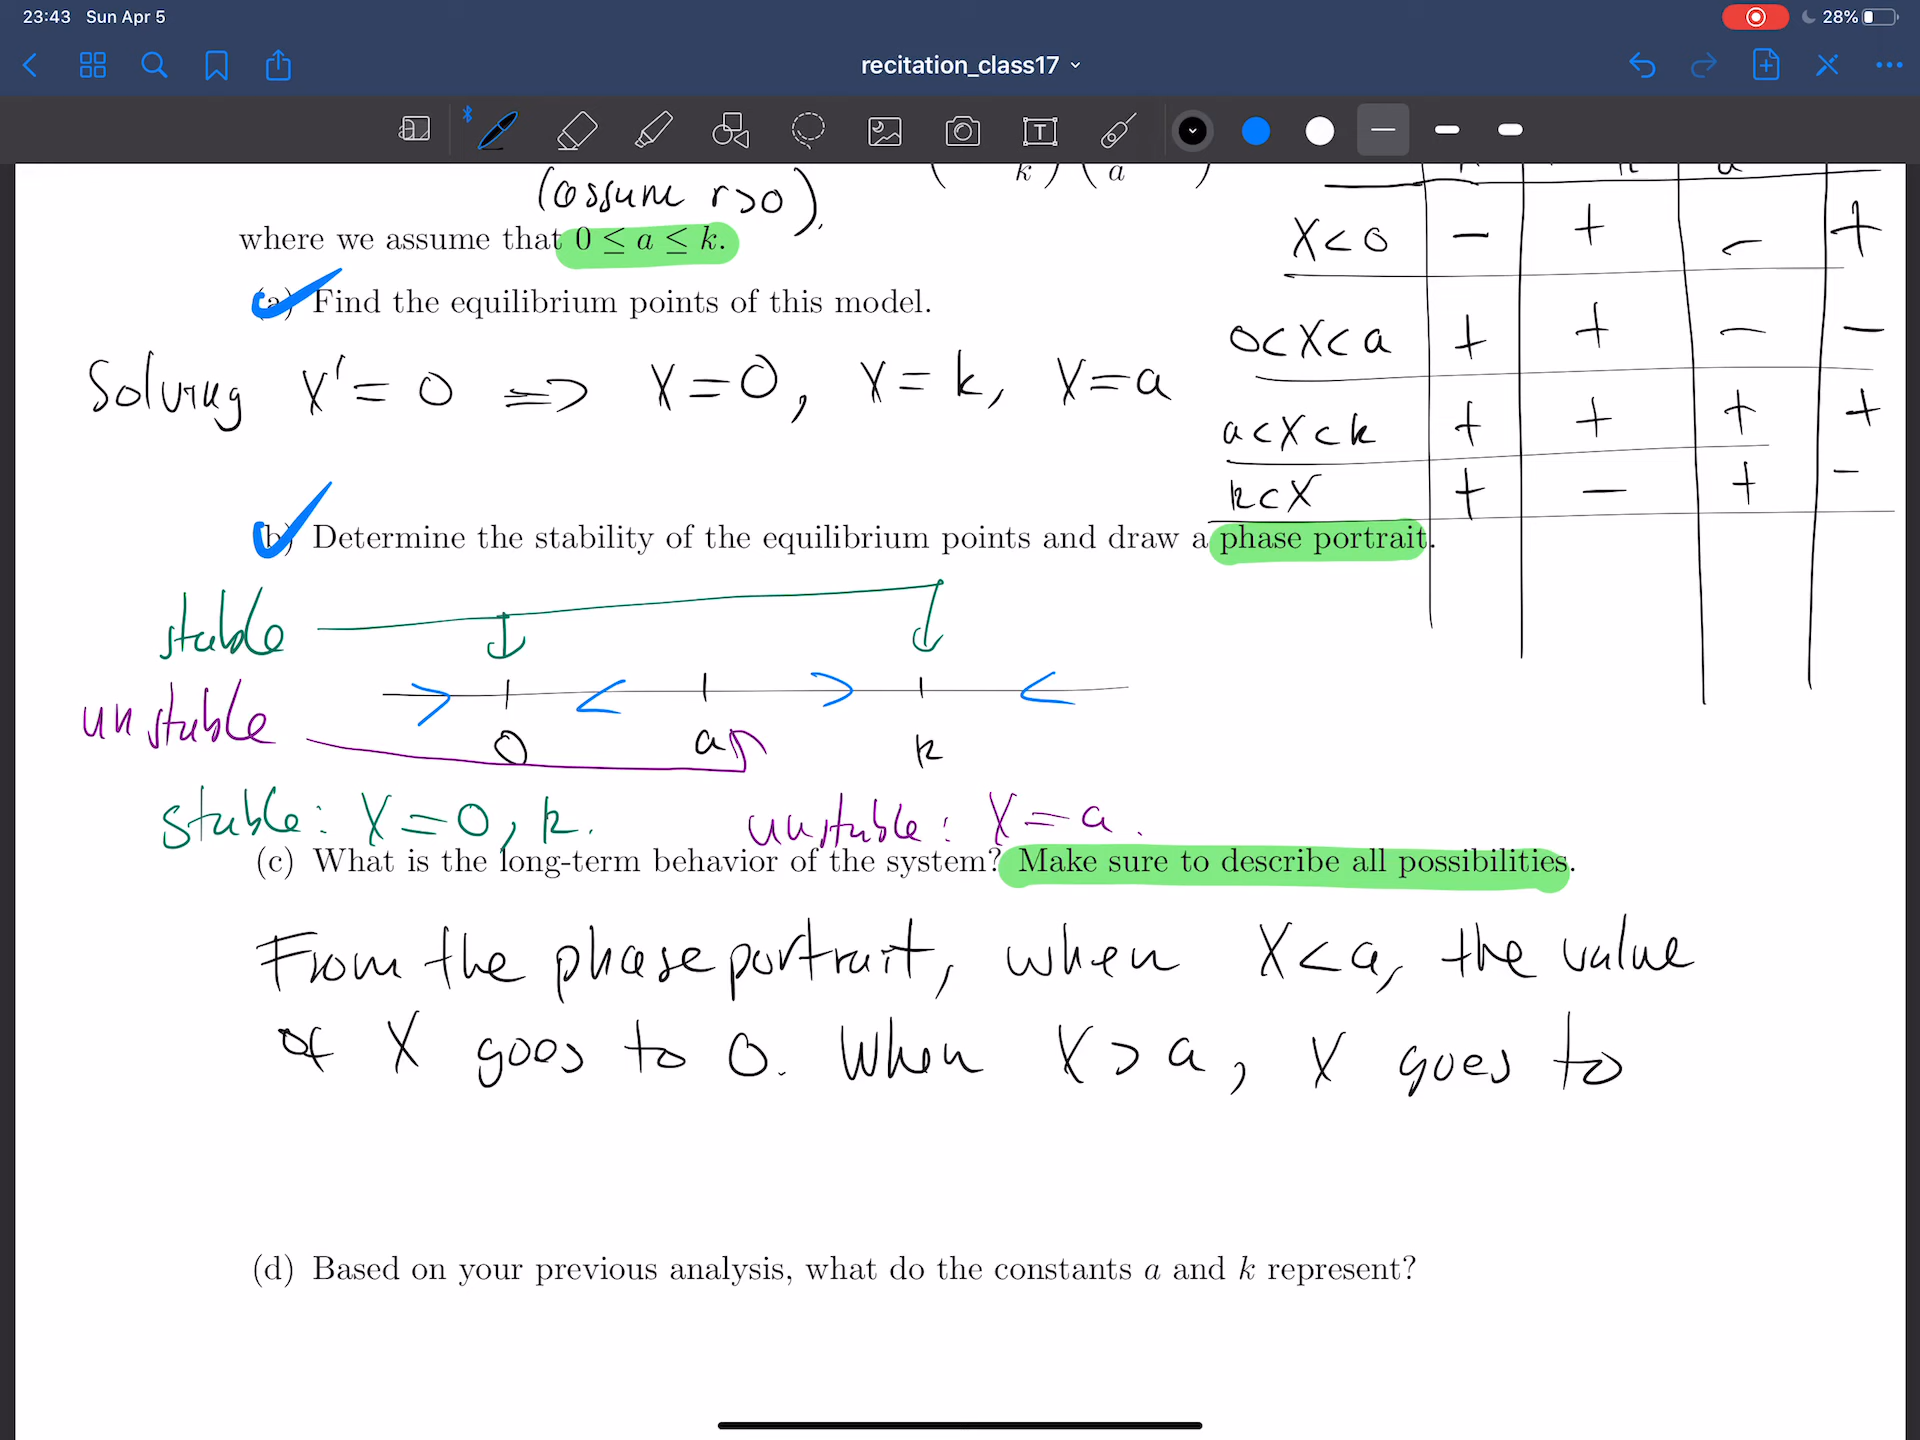 23:43 Sun Apr 5
28%
recitation_class17
(assume r>0).
k) (a )
where we assume that 0 ≤ a ≤ k.
(a) Find the equilibrium points of this model.
Solving X' = 0 => X=0, X=k, X=a
X<0 - + - +
0<X<a + + - -
a<X<k + + + +
k<X + - + -
(b) Determine the stability of the equilibrium points and draw a phase portrait.
stable
unstable
0 a k
stable: X=0, k. unstable: X=a.
(c) What is the long-term behavior of the system? Make sure to describe all possibilities.
From the phase portrait, when X<a, the value
of X goes to 0. When X>a, X goes to
(d) Based on your previous analysis, what do the constants a and k represent?